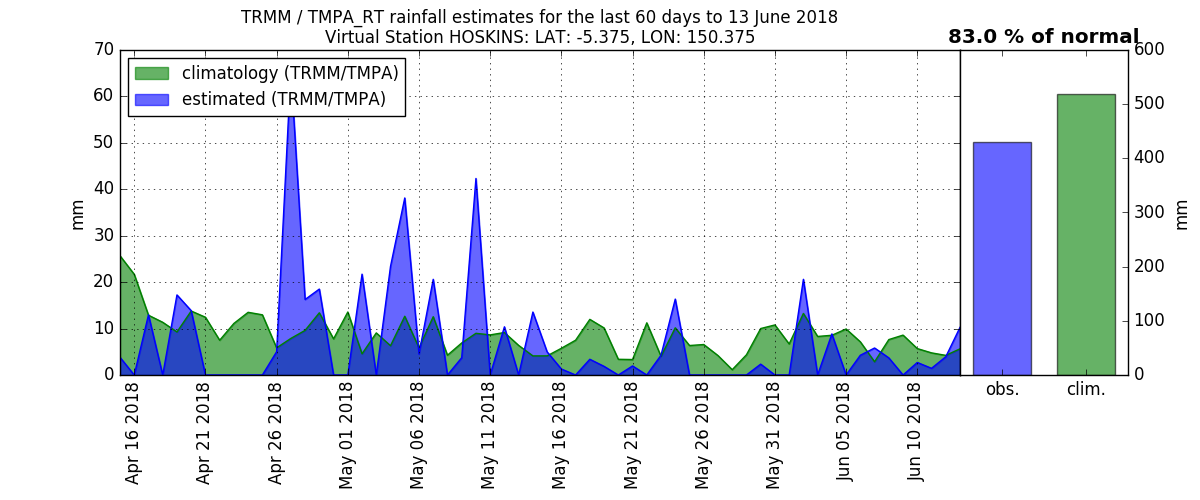 TRMM / TMPA_RT rainfall estimates for the last 60 days to 13 June 2018
Virtual Station HOSKINS: LAT: -5.375, LON: 150.375
83.0 % of normal
climatology (TRMM/TMPA)
estimated (TRMM/TMPA)
70
60
50
40
30
20
10
0
mm
600
500
400
300
200
100
0
mm
Apr 16 2018
Apr 21 2018
Apr 26 2018
May 01 2018
May 06 2018
May 11 2018
May 16 2018
May 21 2018
May 26 2018
May 31 2018
Jun 05 2018
Jun 10 2018
obs.
clim.